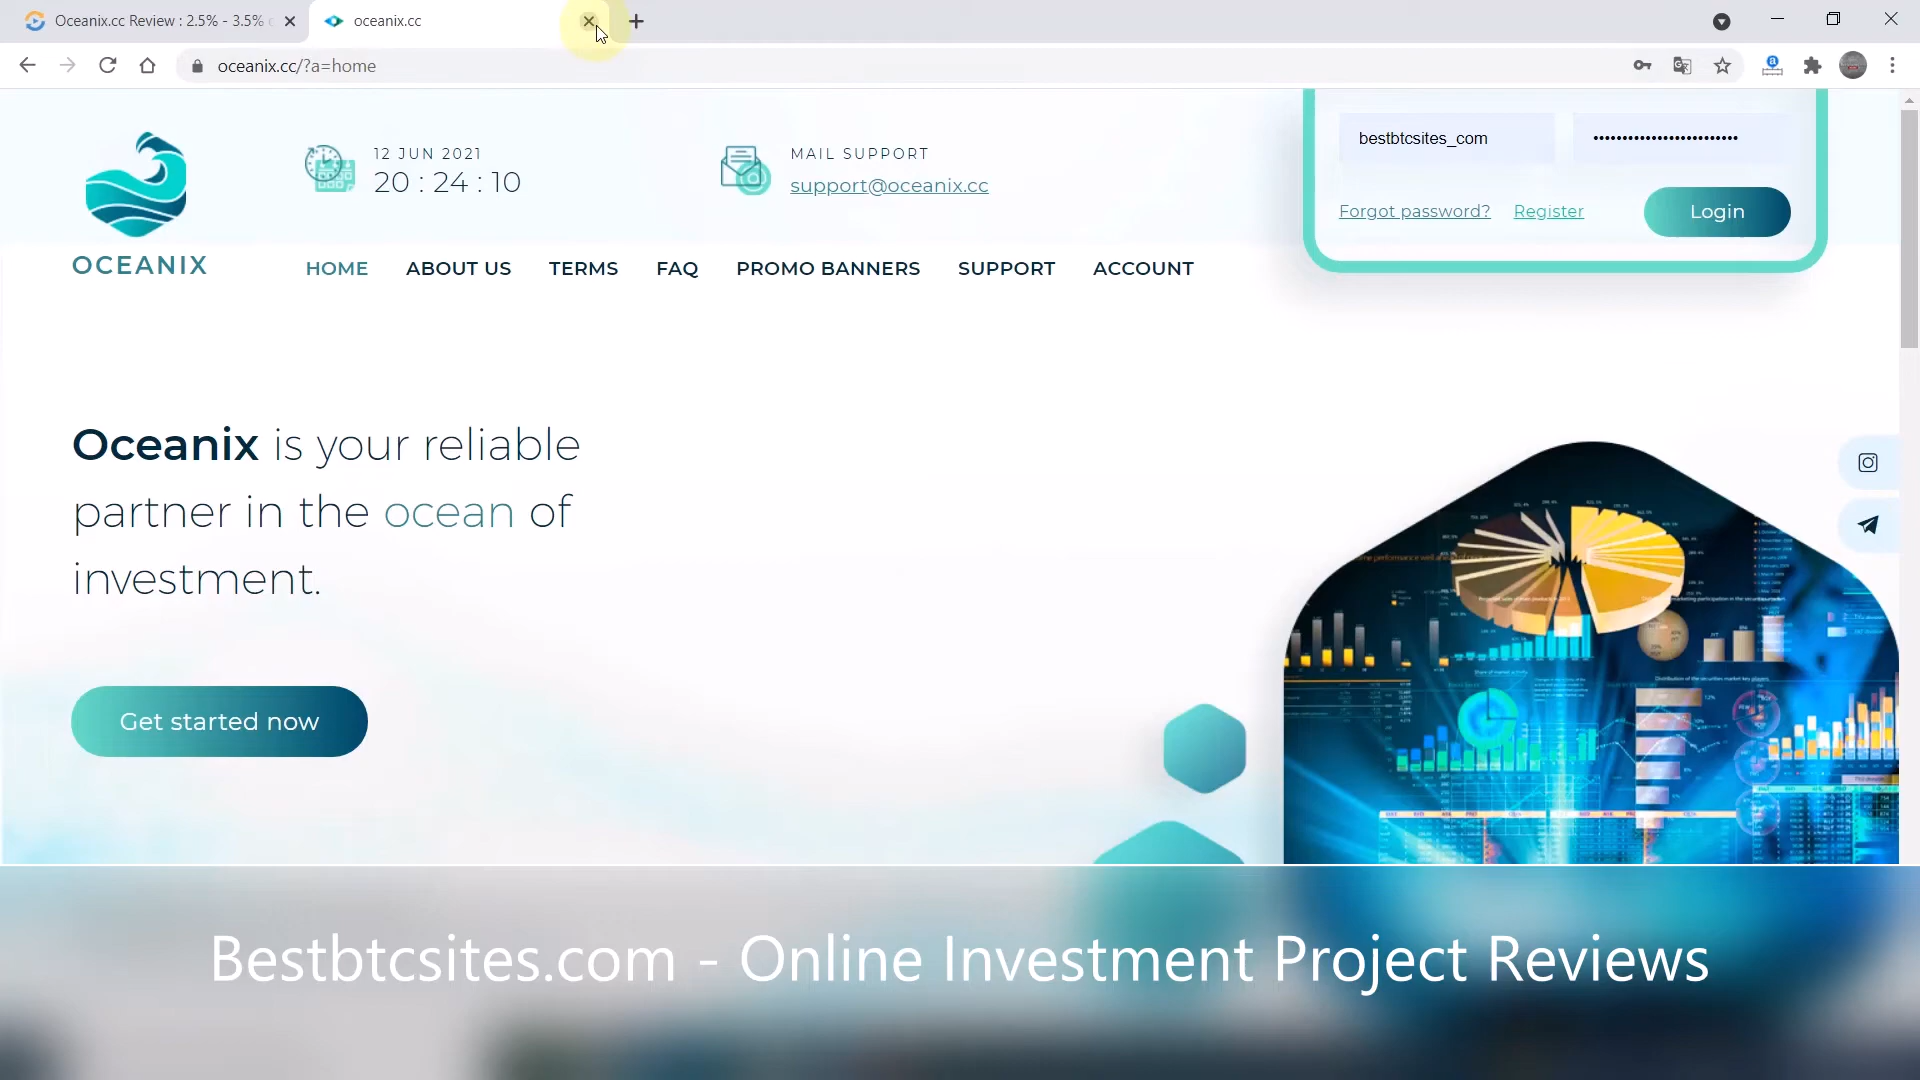 Oceanix.cc Review : 2.5% - 3.5%
oceanix.cc
oceanix.cc/?a=home
12 JUN 2021
20 : 24 : 10
MAIL SUPPORT
support@oceanix.cc
bestbtcsites_com
••••••••••••••••••••••••••
Forgot password?
Register
Login
OCEANIX
HOME
ABOUT US
TERMS
FAQ
PROMO BANNERS
SUPPORT
ACCOUNT
Oceanix is your reliable
partner in the ocean of
investment.
Get started now
Bestbtcsites.com - Online Investment Project Reviews